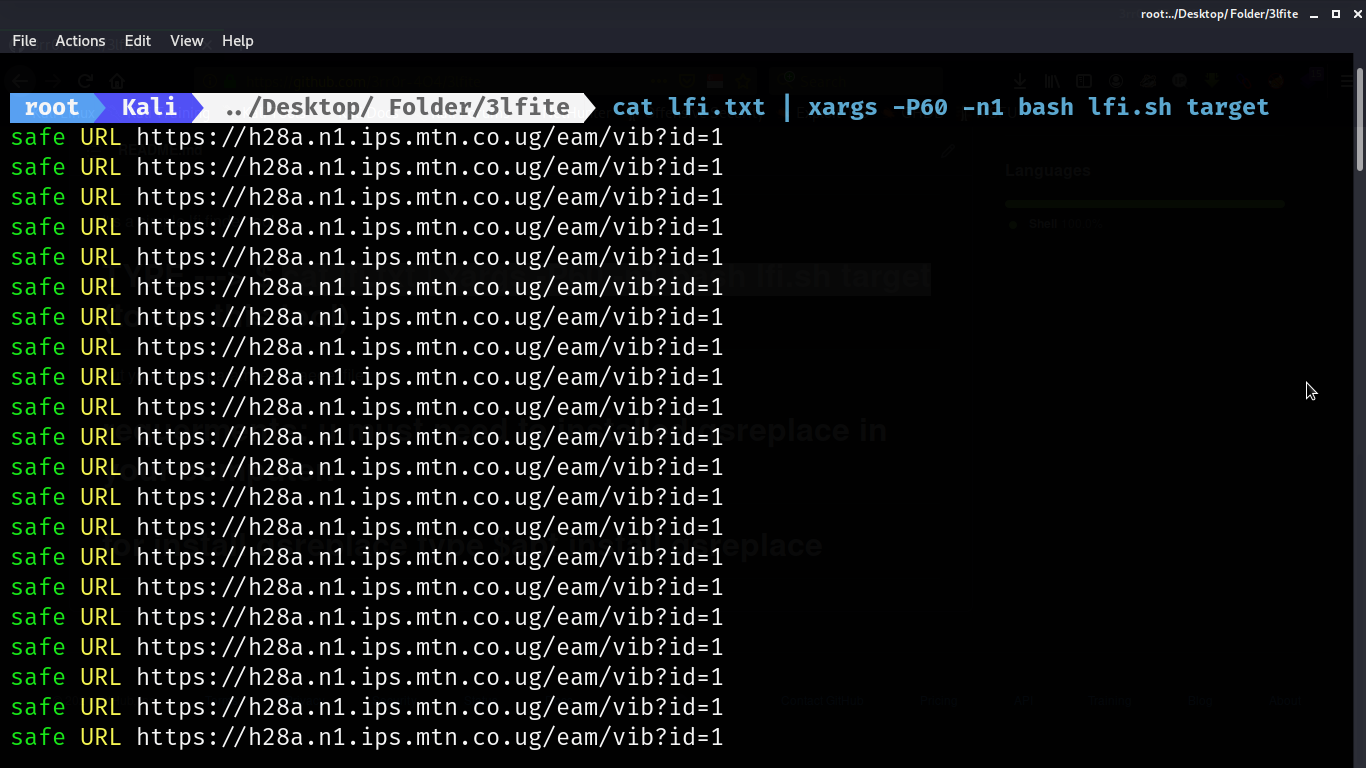 root:../Desktop/ Folder/3lfite
File Actions Edit View Help
root Kali ../Desktop/ Folder/3lfite cat lfi.txt | xargs -P60 -n1 bash lfi.sh target
safe URL https://h28a.n1.ips.mtn.co.ug/eam/vib?id=1
safe URL https://h28a.n1.ips.mtn.co.ug/eam/vib?id=1
Languages
safe URL https://h28a.n1.ips.mtn.co.ug/eam/vib?id=1
safe URL https://h28a.n1.ips.mtn.co.ug/eam/vib?id=1
Shell
safe URL https://h28a.n1.ips.mtn.co.ug/eam/vib?id=1
safe URL https://h28a.n1.ips.mtn.co.ug/eam/vib?id=1
lfi.sh target
safe URL https://h28a.n1.ips.mtn.co.ug/eam/vib?id=1
safe URL https://h28a.n1.ips.mtn.co.ug/eam/vib?id=1
safe URL https://h28a.n1.ips.mtn.co.ug/eam/vib?id=1
safe URL https://h28a.n1.ips.mtn.co.ug/eam/vib?id=1
safe URL https://h28a.n1.ips.mtn.co.ug/eam/vib?id=1
qsreplace in
safe URL https://h28a.n1.ips.mtn.co.ug/eam/vib?id=1
safe URL https://h28a.n1.ips.mtn.co.ug/eam/vib?id=1
safe URL https://h28a.n1.ips.mtn.co.ug/eam/vib?id=1
qsreplace
safe URL https://h28a.n1.ips.mtn.co.ug/eam/vib?id=1
safe URL https://h28a.n1.ips.mtn.co.ug/eam/vib?id=1
safe URL https://h28a.n1.ips.mtn.co.ug/eam/vib?id=1
safe URL https://h28a.n1.ips.mtn.co.ug/eam/vib?id=1
safe URL https://h28a.n1.ips.mtn.co.ug/eam/vib?id=1
safe URL https://h28a.n1.ips.mtn.co.ug/eam/vib?id=1
safe URL https://h28a.n1.ips.mtn.co.ug/eam/vib?id=1